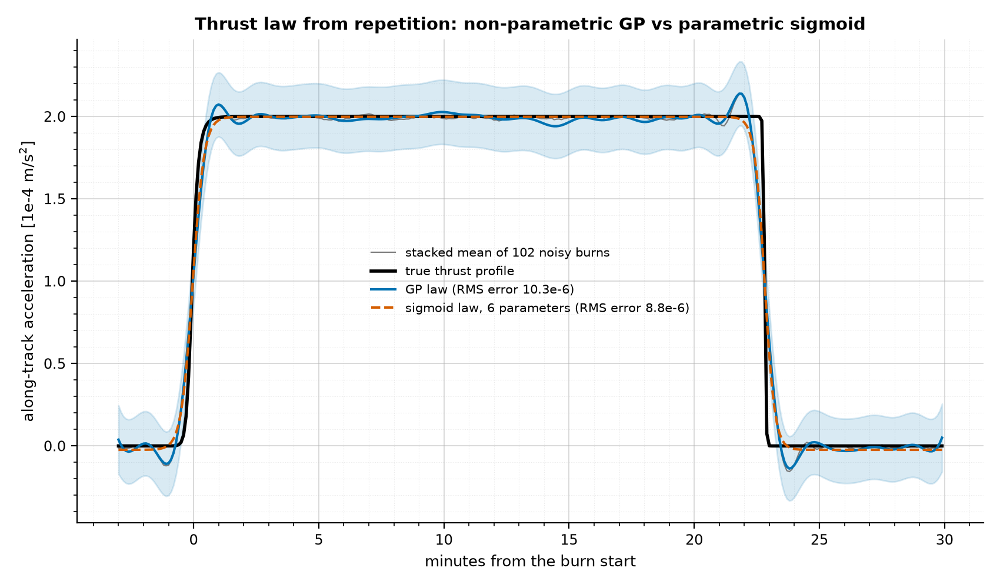 Thrust law from repetition: non-parametric GP vs parametric sigmoid
along-track acceleration [1e-4 m/s²]
2.0
1.5
1.0
0.5
0.0
stacked mean of 102 noisy burns
true thrust profile
GP law (RMS error 10.3e-6)
sigmoid law, 6 parameters (RMS error 8.8e-6)
0 5 10 15 20 25 30
minutes from the burn start